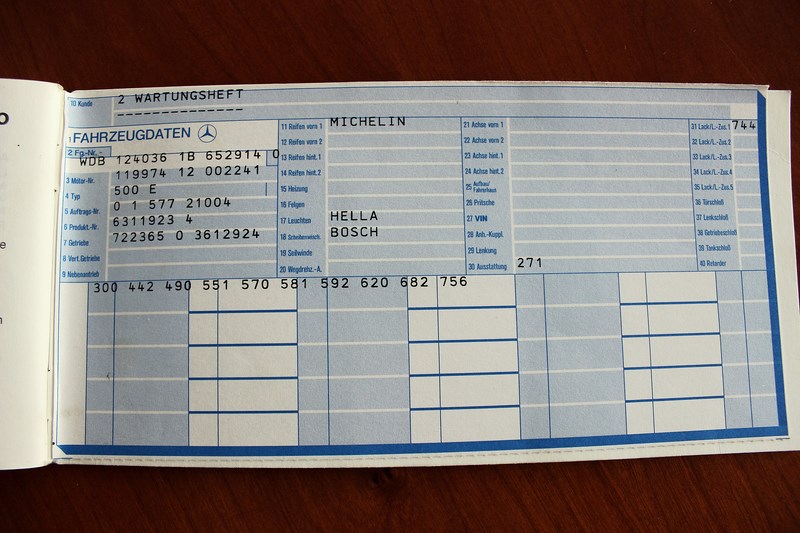 10 Kunde 2 WARTUNGSHEFT
1 FAHRZEUGDATEN
2 Fg.-Nr. - WDB 124036 1B 652914 0
3 Motor-Nr. 119974 12 002241
4 Typ 500 E
5 Auftrags-Nr. 0 1 577 21004
6 Produkt.-Nr. 6311923 4
7 Getriebe 722365 0 3612924
8 Vert.Getriebe
9 Nebenantrieb
11 Reifen vorn 1 MICHELIN
12 Reifen vorn 2
13 Reifen hint.1
14 Reifen hint.2
15 Heizung
16 Felgen
17 Leuchten HELLA
18 Scheibenwisch. BOSCH
19 Seilwinde
20 Wegdrehz.-A.
21 Achse vorn 1
22 Achse vorn 2
23 Achse hint 1
24 Achse hint.2
25 Aufbau/Fahrerhaus
26 Pritsche
27 VIN
28 Anh.-Kuppl.
29 Lenkung
30 Ausstattung 271
31 Lack/L.-Zus.1 744
32 Lack/L.-Zus.2
33 Lack/L.-Zus.3
34 Lack/L.-Zus.4
35 Lack/L.-Zus.5
36 Türschloß
37 Lenkschloß
38 Getriebeschloß
39 Tankschloß
40 Retarder
300 442 490 551 570 581 592 620 682 756